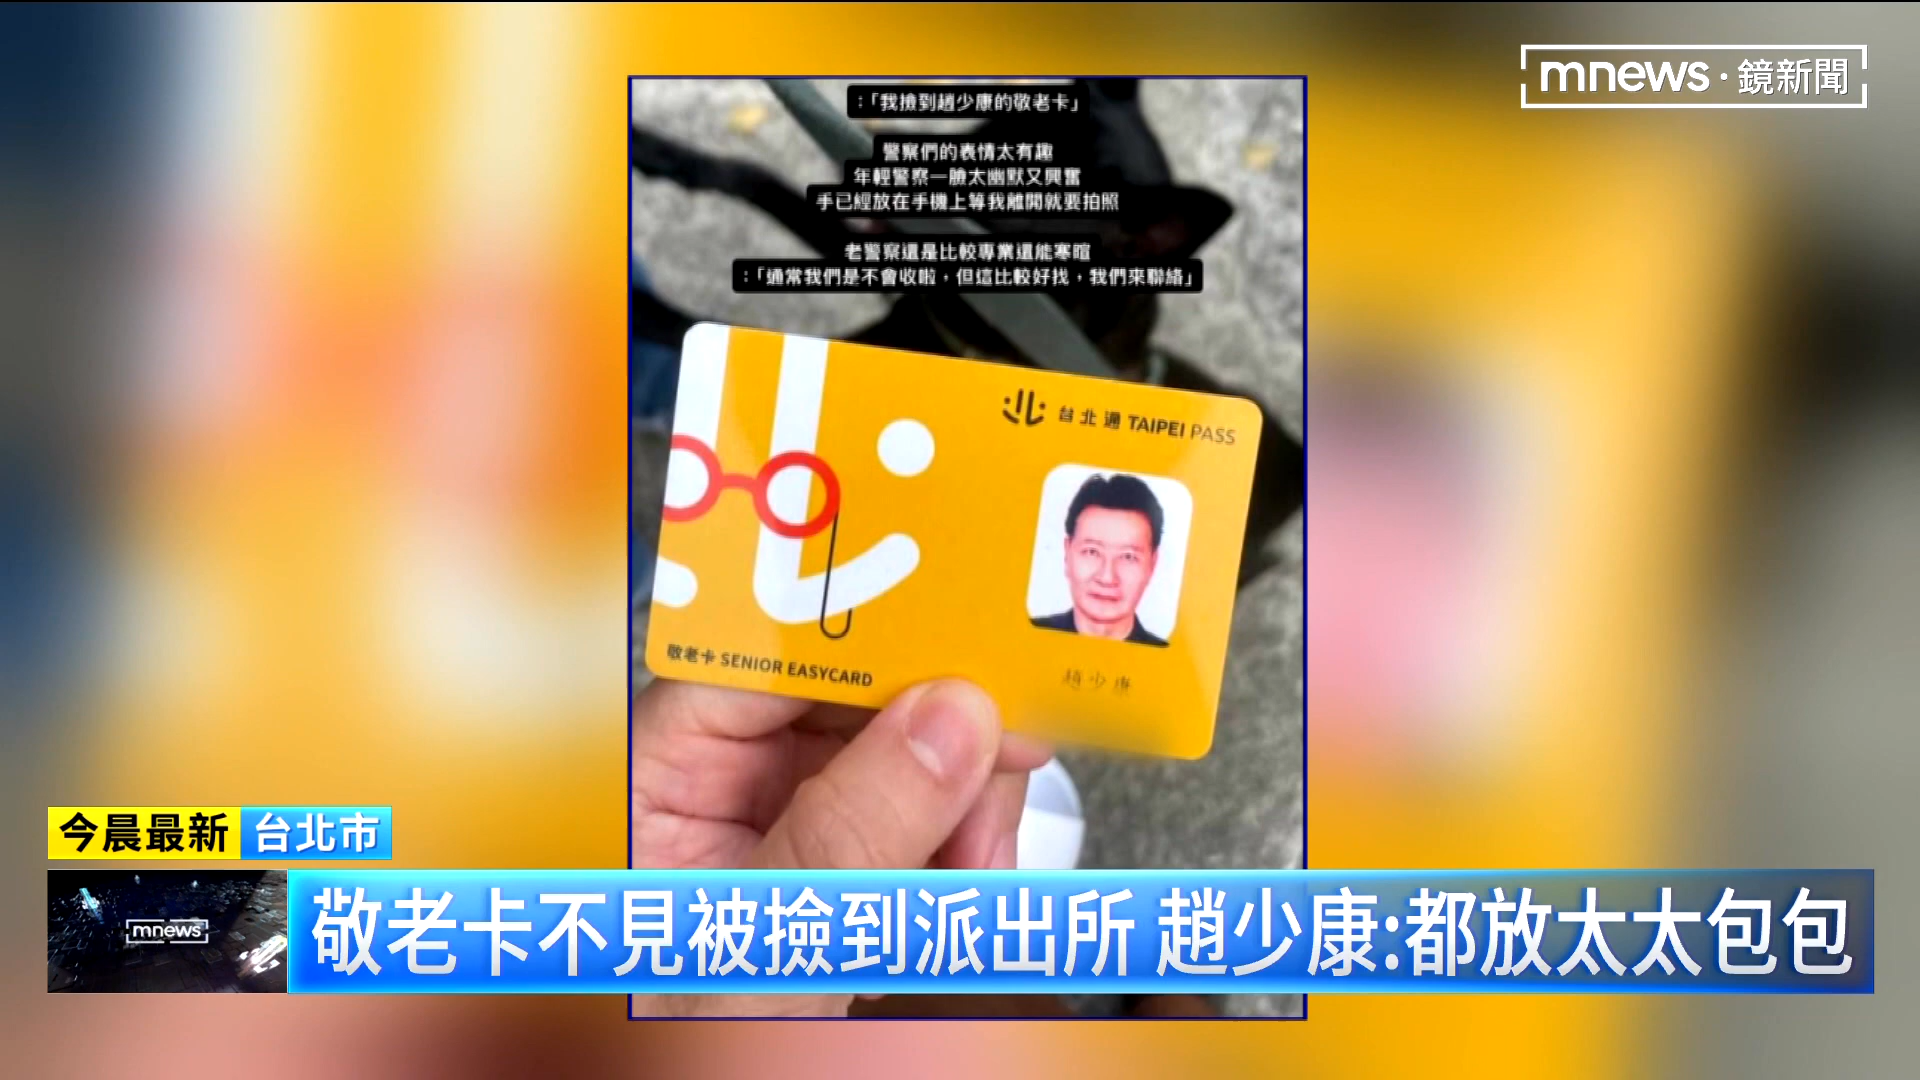 mnews·鏡新聞
:「我撿到趙少康的敬老卡」
警察們的表情太有趣
年輕警察一臉太幽默又興奮
手已經放在手機上等我離開就要拍照
老警察還是比較專業還能寒暄
:「通常我們是不會收啦,但這比較好找,我們來聯絡」
台北通 TAIPEI PASS
敬老卡 SENIOR EASYCARD
趙少康
今晨最新 台北市
mnews
敬老卡不見被撿到派出所 趙少康:都放太太包包